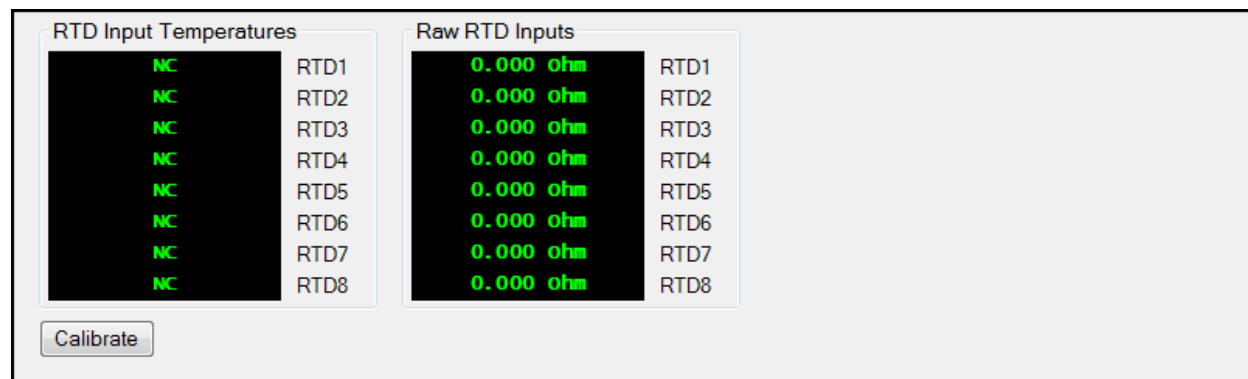 RTD Input Temperatures
NC RTD1
NC RTD2
NC RTD3
NC RTD4
NC RTD5
NC RTD6
NC RTD7
NC RTD8
Raw RTD Inputs
0.000 Ohm RTD1
0.000 Ohm RTD2
0.000 Ohm RTD3
0.000 Ohm RTD4
0.000 Ohm RTD5
0.000 Ohm RTD6
0.000 Ohm RTD7
0.000 Ohm RTD8
Calibrate